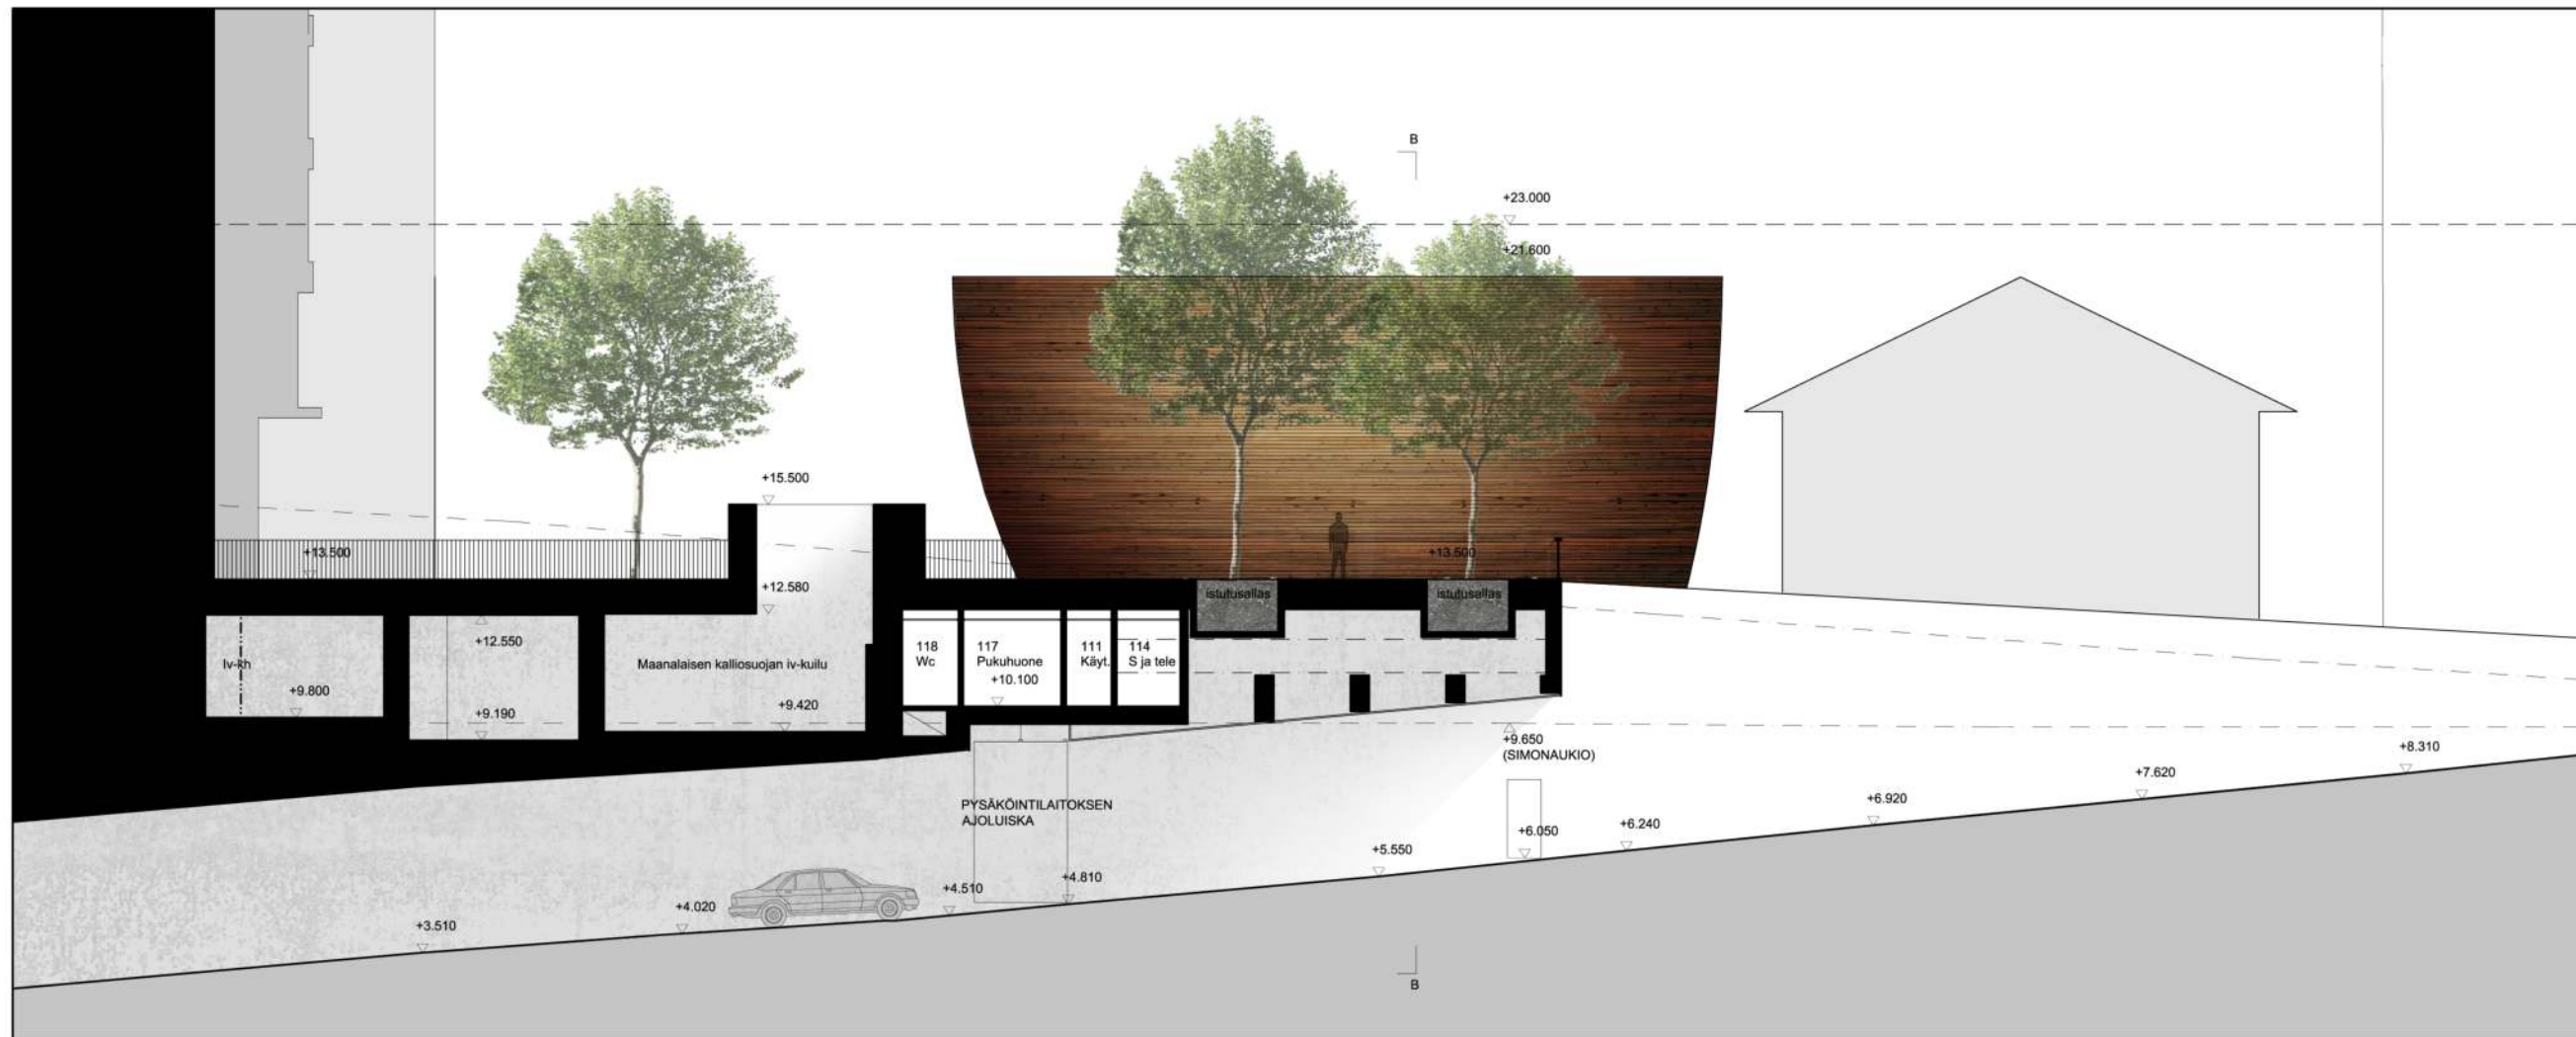 B
+23.000
+21.600
+15.500
+13.500
+13.500
+12.580
istutusallas
istutusallas
+12.550
Iv-kh
+9.800
+9.190
Maanalaisen kalliosuojan iv-kuilu
+9.420
118
Wc
117
Pukuhuone
+10.100
111
Käyt.
114
S ja tele
+9.650
(SIMONAUKIO)
PYSÄKÖINTILAITOKSEN
AJOLUISKA
+8.310
+7.620
+6.920
+6.240
+6.050
+5.550
+4.810
+4.510
+4.020
+3.510
B